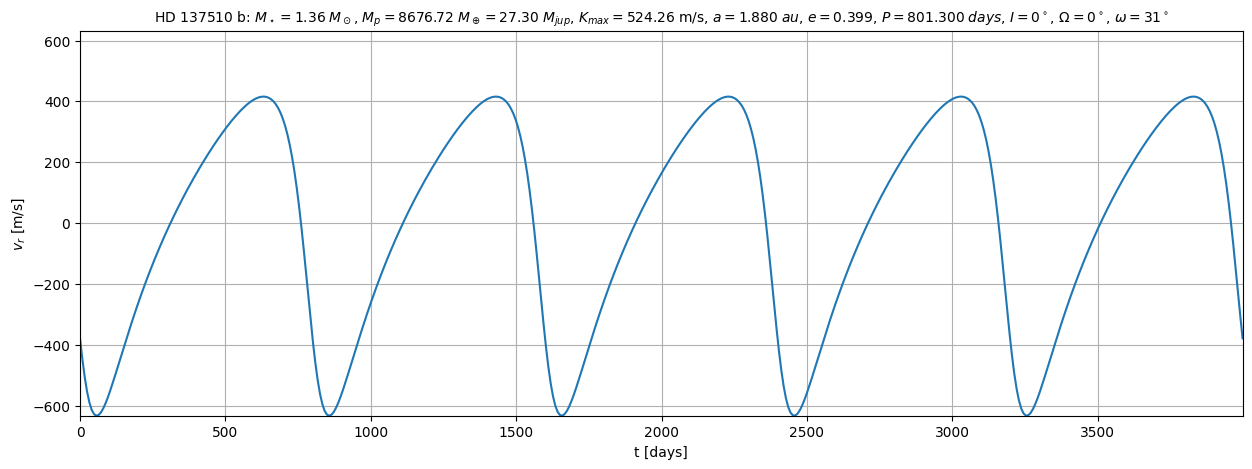 HD 137510 b: M⋆ = 1.36 M⊙, Mp = 8676.72 M⊕ = 27.30 Mjup, Kmax = 524.26 m/s, a = 1.880 au, e = 0.399, P = 801.300 days, I = 0°, Ω = 0°, ω = 31°
600
400
200
0
−200
−400
−600
vr [m/s]
0 500 1000 1500 2000 2500 3000 3500
t [days]